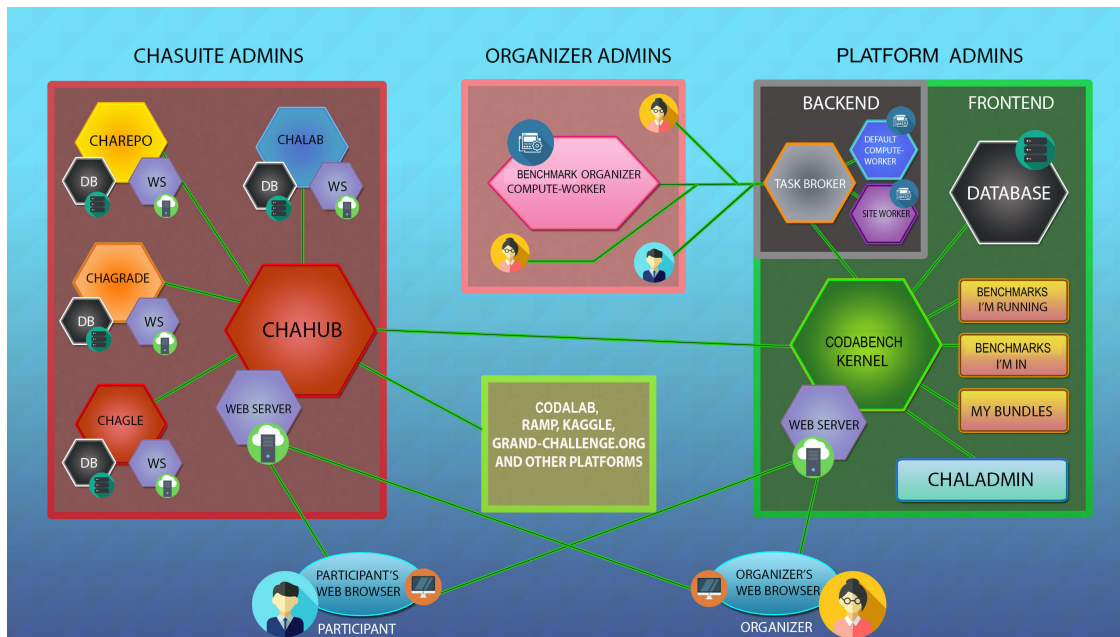 CHASUITE ADMINS
ORGANIZER ADMINS
PLATFORM ADMINS
CHAREPO
DB
WS
CHALAB
DB
WS
CHAGRADE
DB
WS
CHAHUB
CHAGLE
DB
WS
WEB SERVER
BENCHMARK ORGANIZER
COMPUTE-WORKER
BACKEND
FRONTEND
TASK BROKER
DEFAULT
COMPUTE-
WORKER
SITE WORKER
DATABASE
CODABENCH
KERNEL
BENCHMARKS
I'M RUNNING
BENCHMARKS
I'M IN
MY BUNDLES
WEB SERVER
CHALADMIN
CODALAB,
RAMP, KAGGLE,
GRAND-CHALLENGE.ORG
AND OTHER PLATFORMS
PARTICIPANT'S
WEB BROWSER
PARTICIPANT
ORGANIZER'S
WEB BROWSER
ORGANIZER